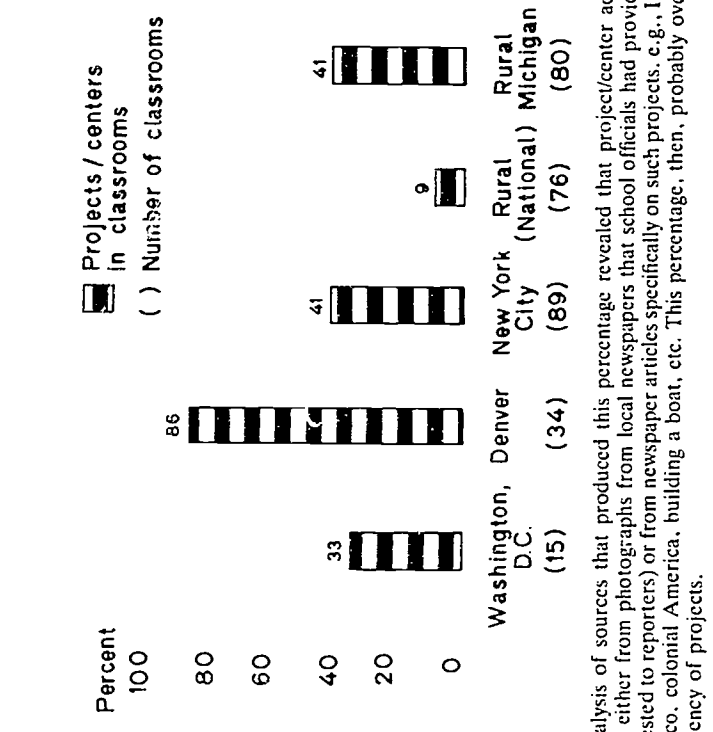 Projects / centers
in classrooms
( ) Number of classrooms
Percent
100
80
60
40
20
0
33
86
41
9
41
Washington, D.C. (15)
Denver (34)
New York City (89)
Rural (National) (76)
Rural Michigan (80)
alysis of sources that produced this percentage revealed that project/center
either from photographs from local newspapers that school officials had
sted to reporters) or from newspaper articles specifically on such projects. e.g.,
co. colonial America, building a boat, etc. This percentage, then, probably
ency of projects.